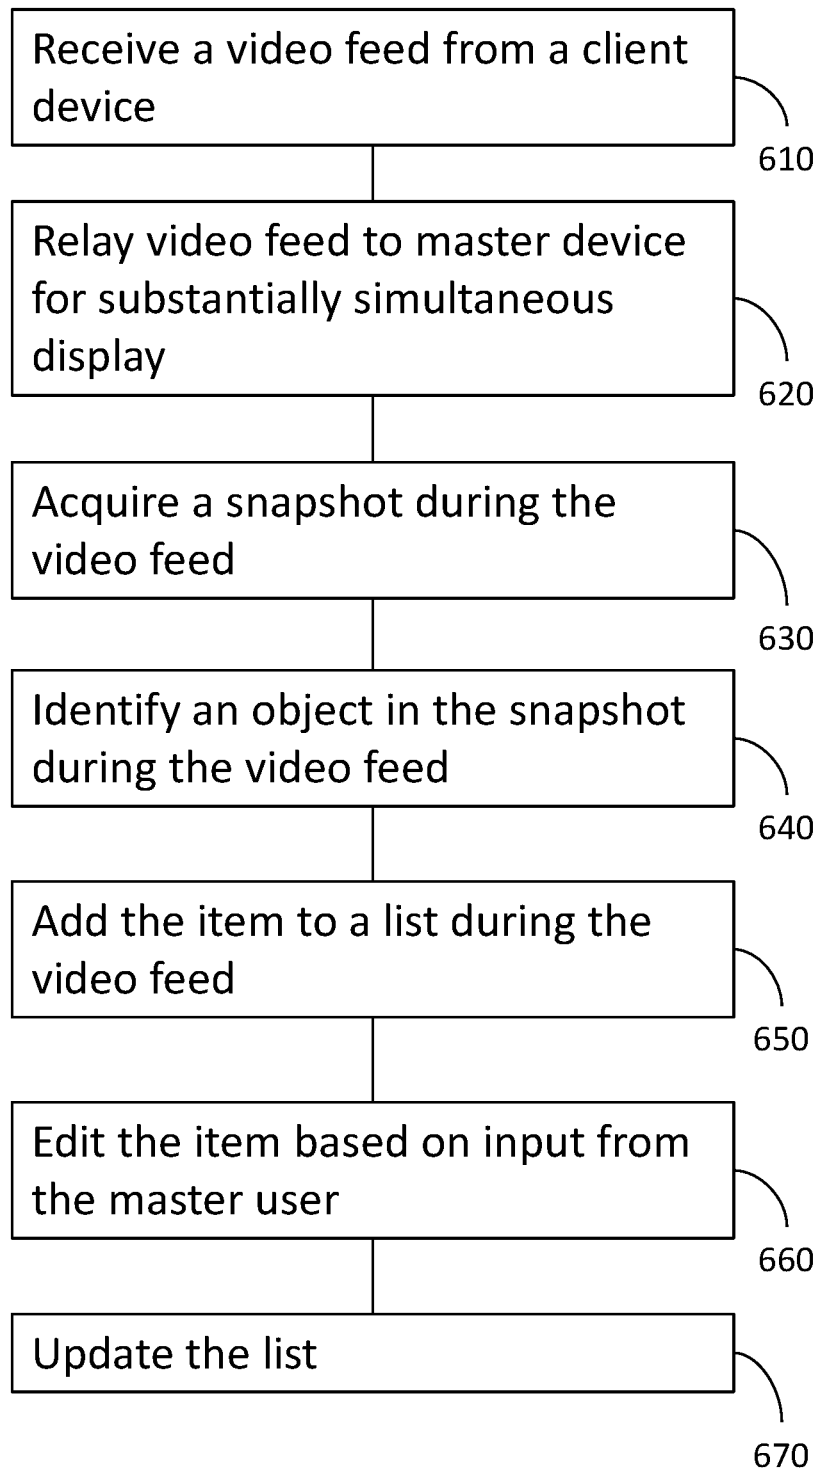 Receive a video feed from a client
device
610
Relay video feed to master device
for substantially simultaneous
display
620
Acquire a snapshot during the
video feed
630
Identify an object in the snapshot
during the video feed
640
Add the item to a list during the
video feed
650
Edit the item based on input from
the master user
660
Update the list
670